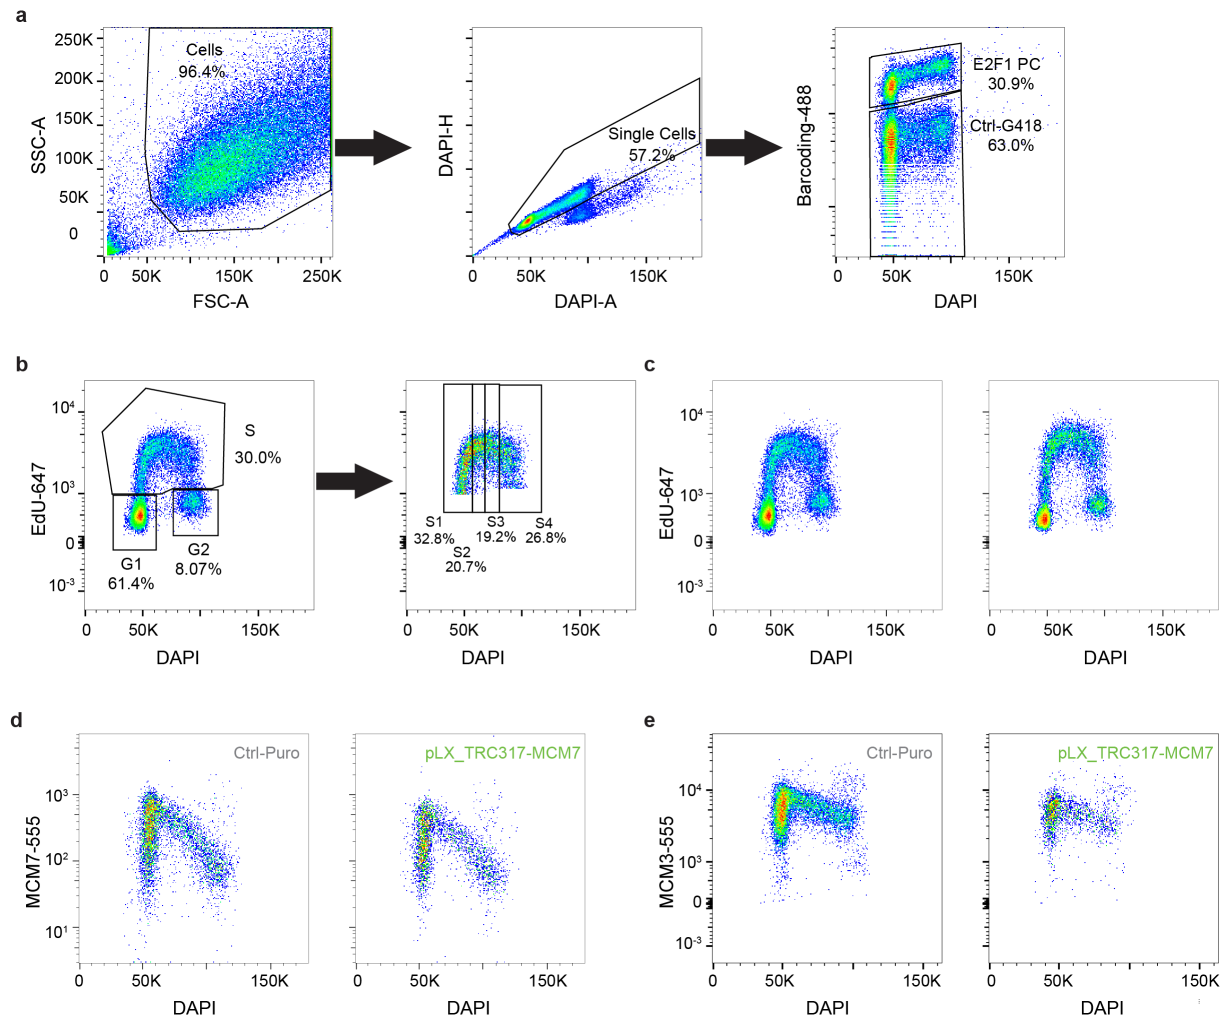 a
250K
200K
150K
100K
50K
0
SSC-A
Cells
96.4%
0
50K
150K
250K
FSC-A
DAPI-H
Single Cells
57.2%
0
50K
150K
DAPI-A
Barcoding-488
E2F1 PC
30.9%
Ctrl-G418
63.0%
0
50K
150K
DAPI
b
10⁴
10³
0
10⁻³
EdU-647
S
30.0%
G1
61.4%
G2
8.07%
0
50K
150K
DAPI
S1
32.8%
S2
20.7%
S3
19.2%
S4
26.8%
0
50K
150K
DAPI
c
10⁴
10³
0
10⁻³
EdU-647
0
50K
150K
DAPI
0
50K
150K
DAPI
d
Ctrl-Puro
10³
10²
10¹
MCM7-555
0
50K
150K
DAPI
pLX_TRC317-MCM7
0
50K
150K
DAPI
e
Ctrl-Puro
10⁴
10³
0
10⁻³
MCM3-555
0
50K
150K
DAPI
pLX_TRC317-MCM7
0
50K
150K
DAPI